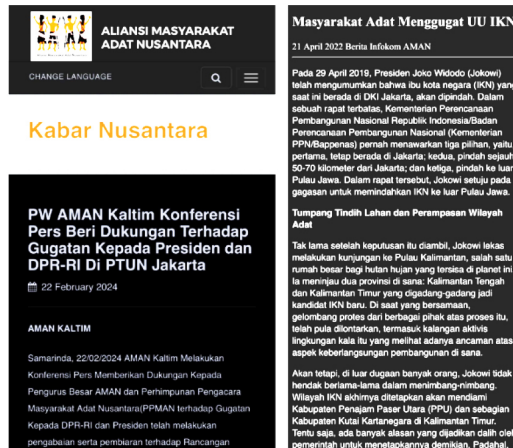 ALIANSI MASYARAKAT
ADAT NUSANTARA
CHANGE LANGUAGE
Kabar Nusantara
PW AMAN Kaltim Konferensi
Pers Beri Dukungan Terhadap
Gugatan Kepada Presiden dan
DPR-RI Di PTUN Jakarta
22 February 2024
AMAN KALTIM
Samarinda, 22/02/2024 AMAN Kaltim Melakukan
Konferensi Pers Memberikan Dukungan Kepada
Pengurus Besar AMAN dan Perhimpunan Pengacara
Masyarakat Adat Nusantara(PPMAN terhadap Gugatan
Kepada DPR-RI dan Presiden telah melakukan
pengabaian serta pembiaran terhadap Rancangan
Masyarakat Adat Menggugat UU IKN
21 April 2022 Berita Infokom AMAN
Pada 29 April 2019, Presiden Joko Widodo (Jokowi)
telah mengumumkan bahwa ibu kota negara (IKN) yang
saat ini berada di DKI Jakarta, akan dipindah. Dalam
sebuah rapat terbatas, Kementerian Perencanaan
Pembangunan Nasional Republik Indonesia/Badan
Perencanaan Pembangunan Nasional (Kementerian
PPN/Bappenas) pernah menawarkan tiga pilihan, yaitu
pertama, tetap berada di Jakarta; kedua, pindah sejauh
50-70 kilometer dari Jakarta; dan ketiga, pindah ke luar
Pulau Jawa. Dalam rapat tersebut, Jokowi setuju pada
gagasan untuk memindahkan IKN ke luar Pulau Jawa.
Tumpang Tindih Lahan dan Perampasan Wilayah
Adat
Tak lama setelah keputusan itu diambil, Jokowi lekas
melakukan kunjungan ke Pulau Kalimantan, salah satu
rumah besar bagi hutan hujan yang tersisa di planet ini.
Ia meninjau dua provinsi di sana: Kalimantan Tengah
dan Kalimantan Timur yang digadang-gadang jadi
kandidat IKN baru. Di saat yang bersamaan,
gelombang protes dari berbagai pihak atas proses itu,
telah pula dilontarkan, termasuk kalangan aktivis
lingkungan kala itu yang melihat adanya ancaman atas
aspek keberlangsungan pembangunan di sana.
Akan tetapi, di luar dugaan banyak orang, Jokowi tidak
hendak berlama-lama dalam menimbang-nimbang.
Wilayah IKN akhirnya ditetapkan akan mendiami
Kabupaten Penajam Paser Utara (PPU) dan sebagian
Kabupaten Kutai Kartanegara di Kalimantan Timur.
Tentu saja, ada banyak alasan yang dijadikan dalih oleh
pemerintah untuk menetapkannya demikian. Padahal,